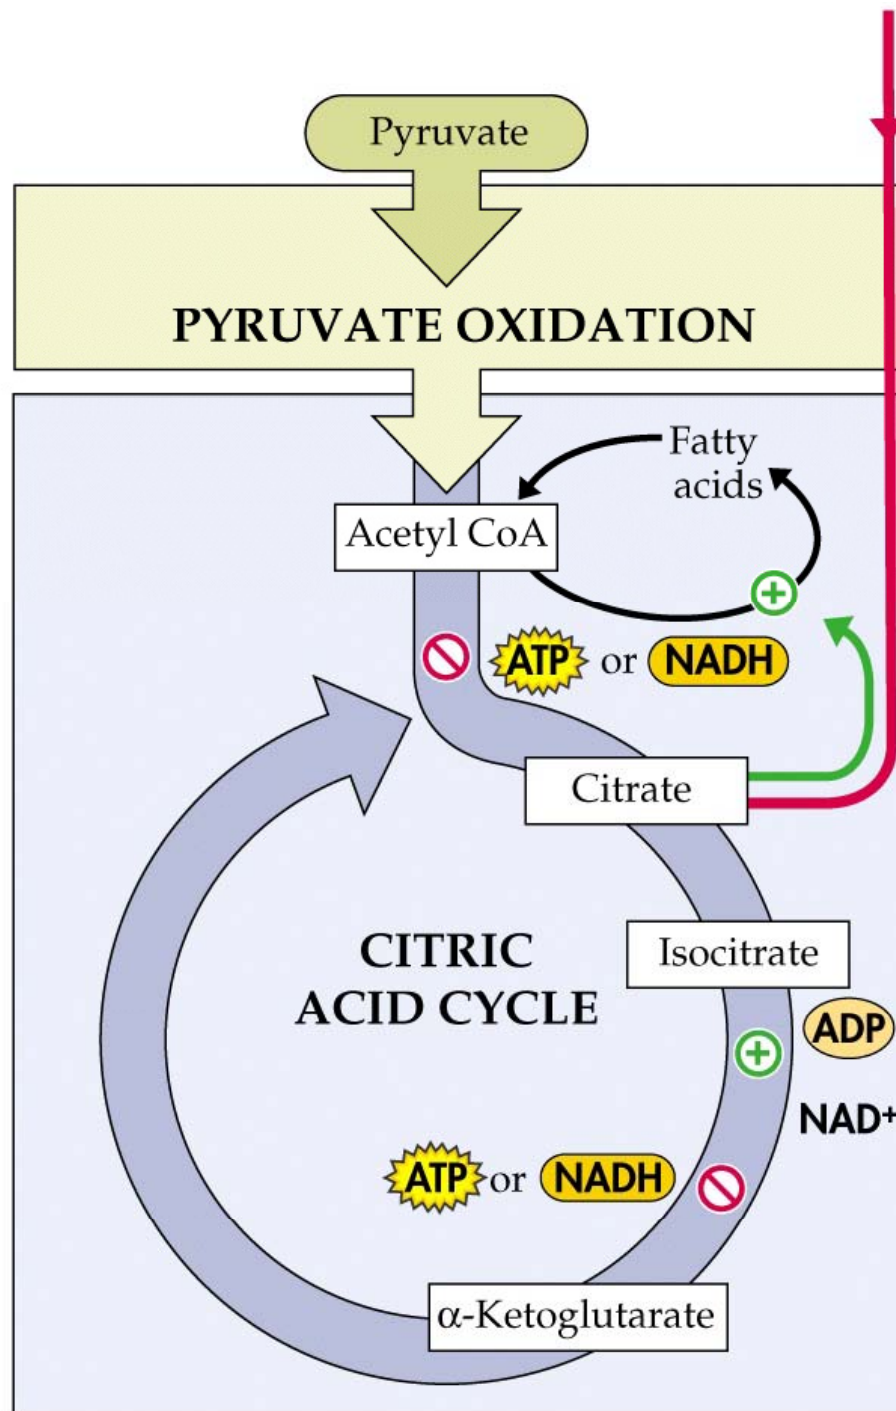 Pyruvate
PYRUVATE OXIDATION
Fatty
acids
Acetyl CoA
+
ATP or NADH
Citrate
CITRIC
ACID CYCLE
Isocitrate
ADP
+
NAD+
ATP or NADH
α-Ketoglutarate